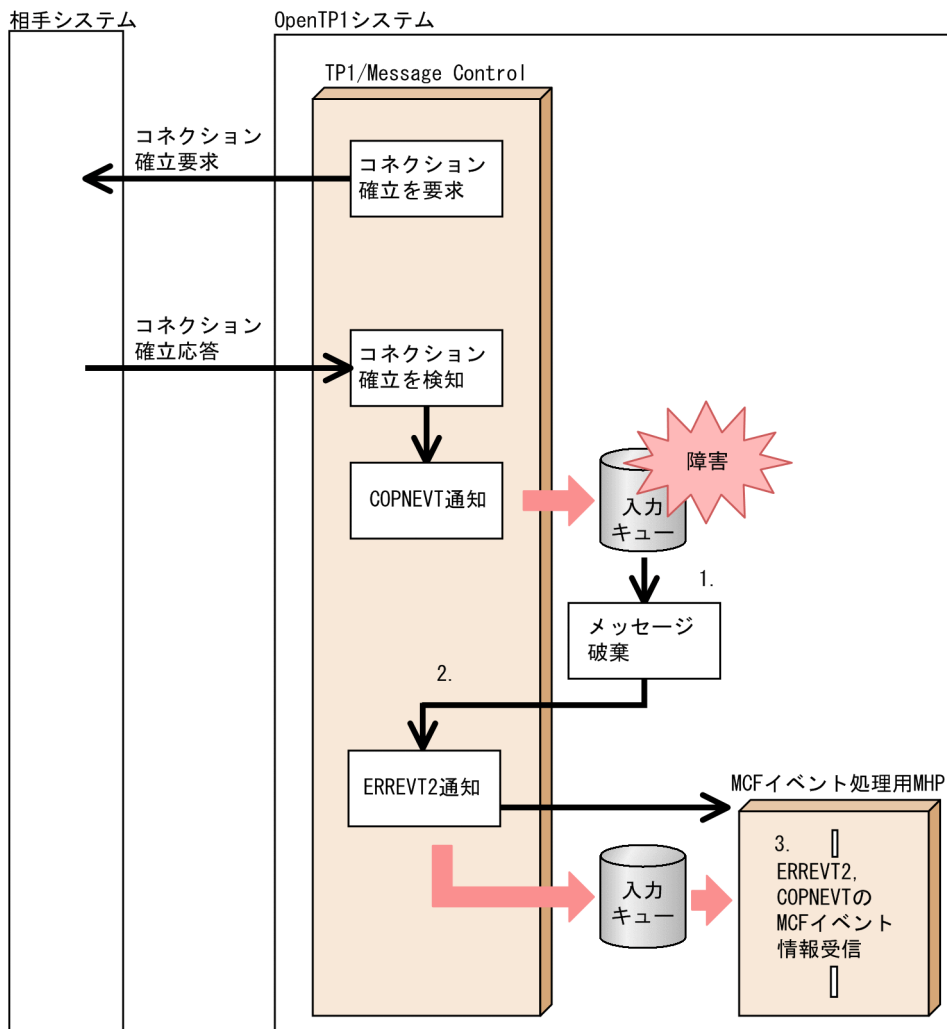 相手システム
OpenTP1システム
TP1/Message Control
コネクション
確立要求
コネクション
確立を要求
コネクション
確立応答
コネクション
確立を検知
障害
COPNEVT通知
入力
キュー
1.
メッセージ
破棄
2.
ERREVT2通知
MCFイベント処理用MHP
入力
キュー
3.
ERREVT2,
COPNEVTの
MCFイベント
情報受信